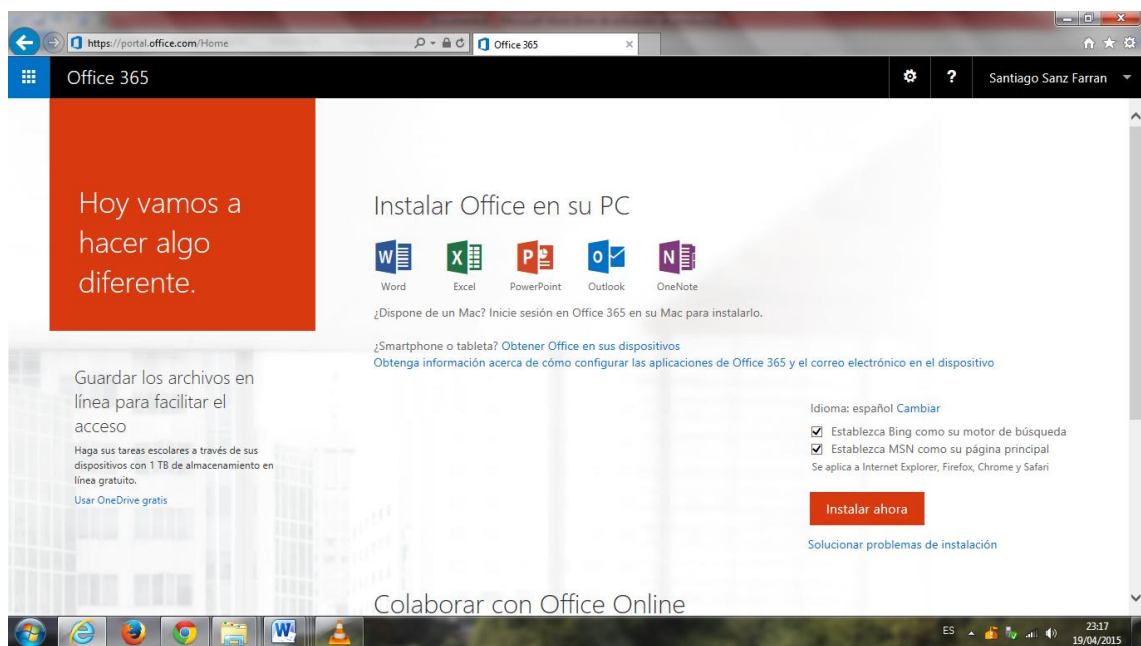 https://portal.office.com/Home
Office 365
Office 365
?
Santiago Sanz Farran
Hoy vamos a
hacer algo
diferente.
Instalar Office en su PC
Word Excel PowerPoint Outlook OneNote
¿Dispone de un Mac? Inicie sesión en Office 365 en su Mac para instalarlo.
¿Smartphone o tableta? Obtener Office en sus dispositivos
Obtenga información acerca de cómo configurar las aplicaciones de Office 365 y el correo electrónico en el dispositivo
Guardar los archivos en
línea para facilitar el
acceso
Haga sus tareas escolares a través de sus
dispositivos con 1 TB de almacenamiento en
línea gratuito.
Usar OneDrive gratis
Idioma: español Cambiar
Establezca Bing como su motor de búsqueda
Establezca MSN como su página principal
Se aplica a Internet Explorer, Firefox, Chrome y Safari
Instalar ahora
Solucionar problemas de instalación
Colaborar con Office Online
ES
23:17
19/04/2015